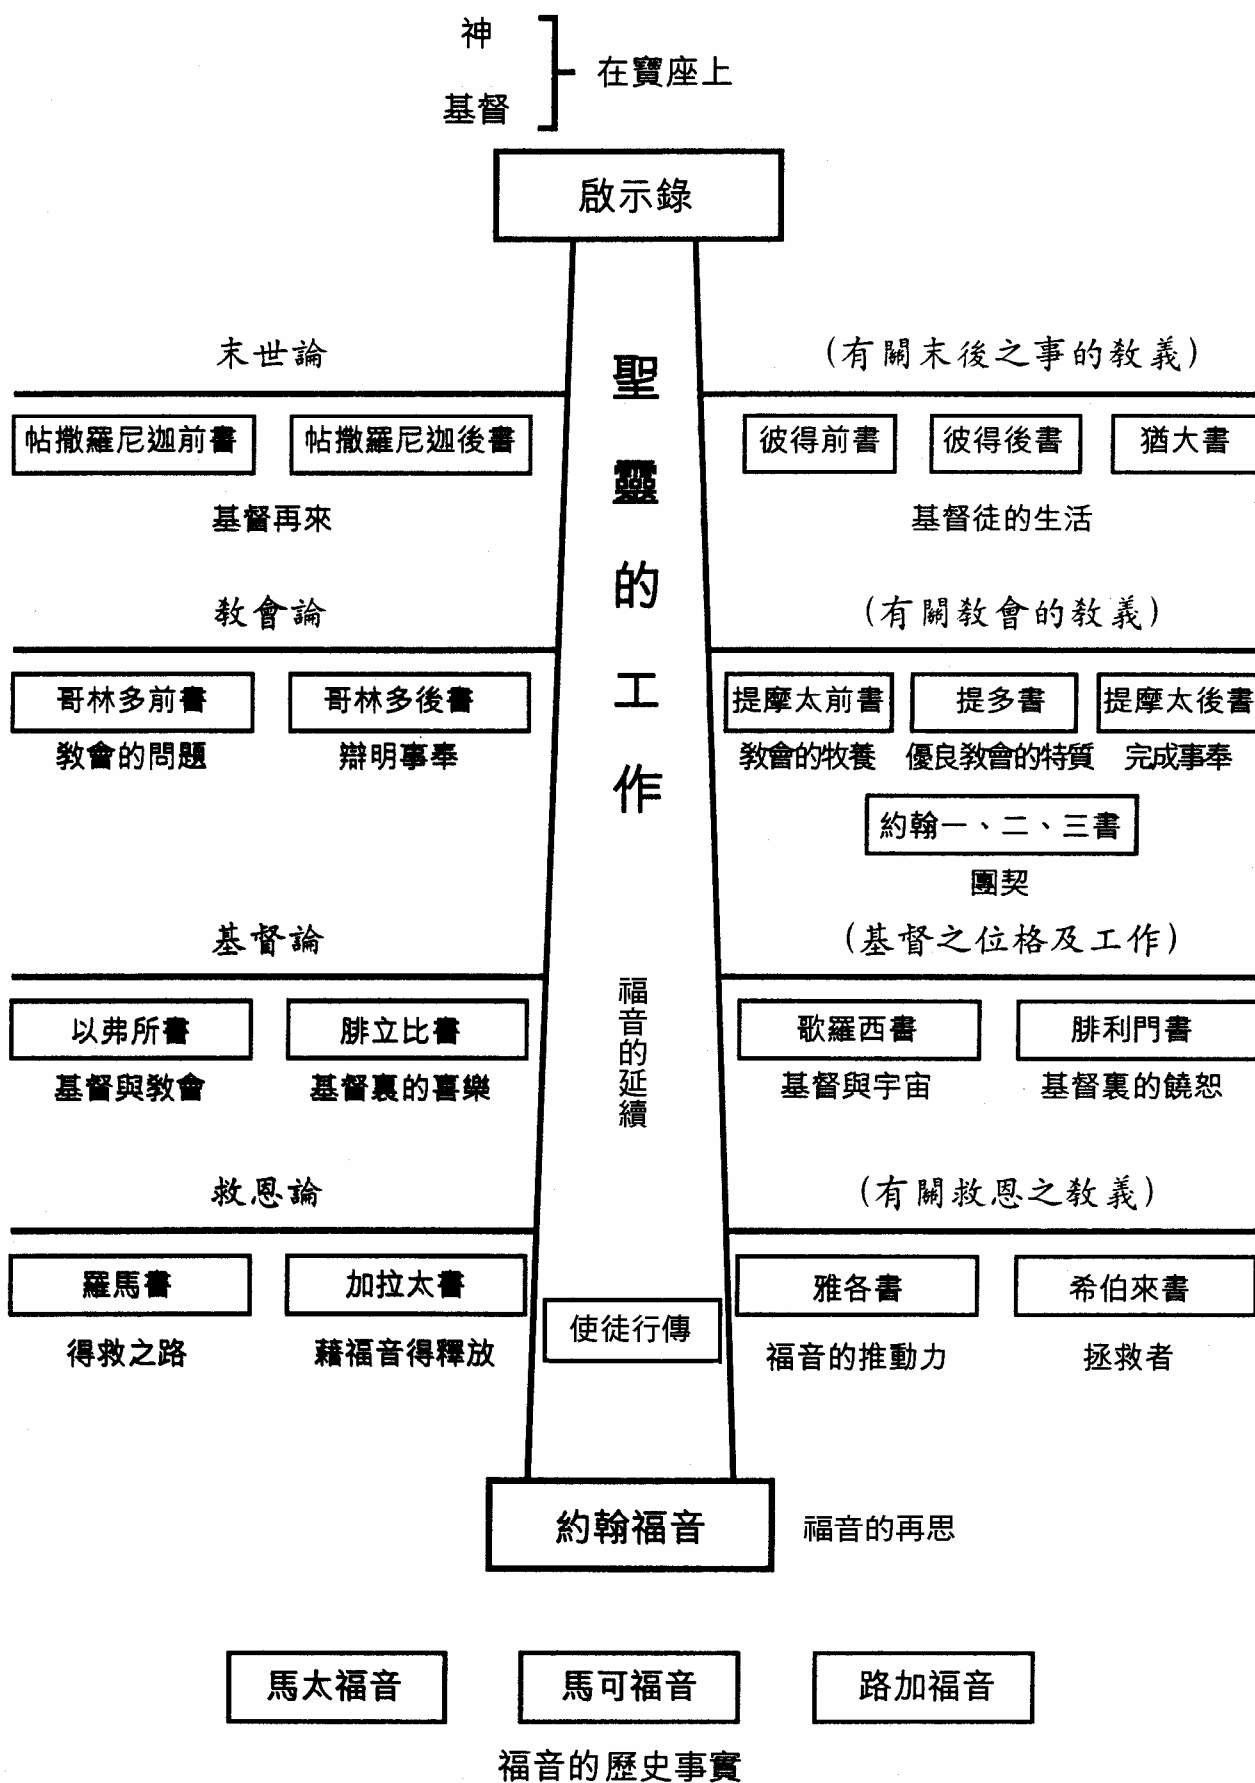 神
基督
在寶座上
啟示錄
末世論 (有關末後之事的教義)
帖撒羅尼迦前書 帖撒羅尼迦後書 彼得前書 彼得後書 猶大書
基督再來 基督徒的生活
教會論 (有關教會的教義)
哥林多前書 哥林多後書 提摩太前書 提多書 提摩太後書
教會的問題 辯明事奉 教會的牧養 優良教會的特質 完成事奉
約翰一、二、三書
團契
基督論 (基督之位格及工作)
以弗所書 腓立比書 歌羅西書 腓利門書
基督與教會 基督裏的喜樂 基督與宇宙 基督裏的饒恕
救恩論 (有關救恩之教義)
羅馬書 加拉太書 雅各書 希伯來書
得救之路 藉福音得釋放 福音的推動力 拯救者
聖靈的工作
福音的延續
使徒行傳
約翰福音 福音的再思
馬太福音 馬可福音 路加福音
福音的歷史事實